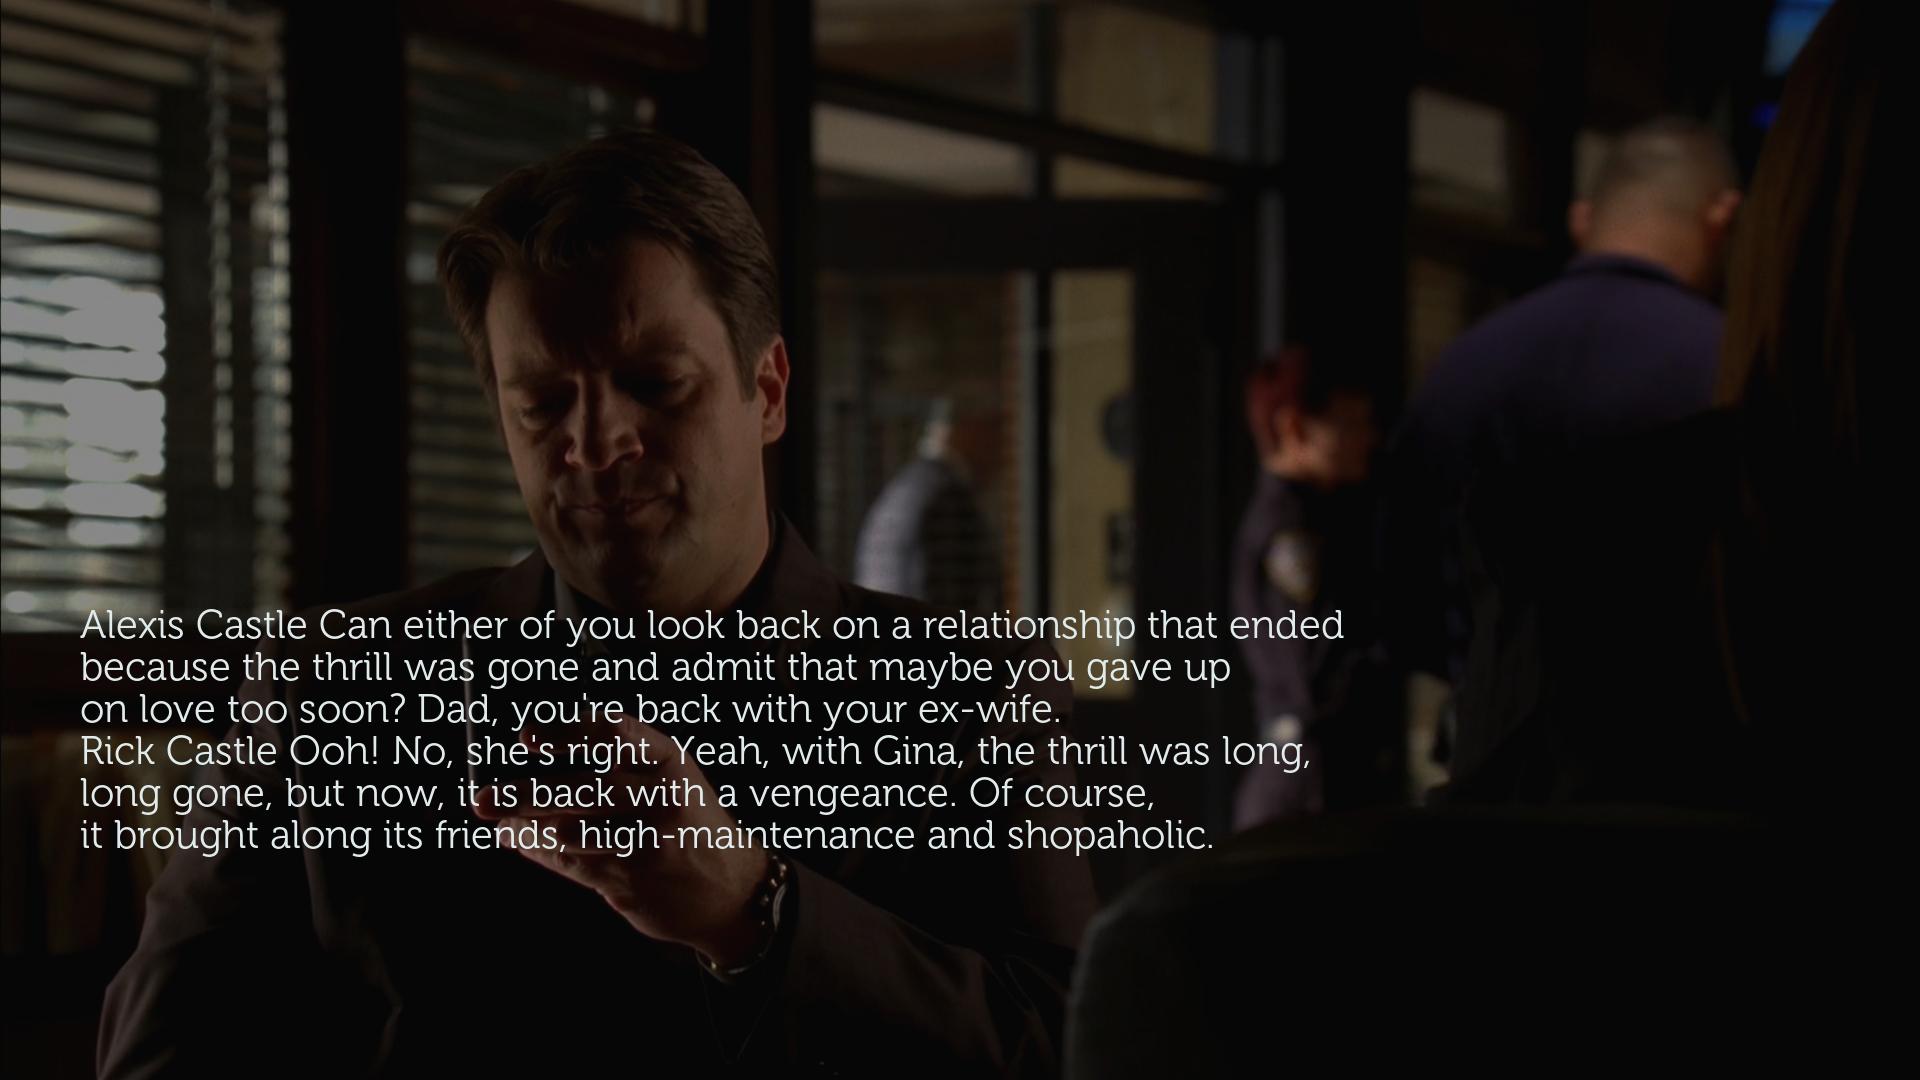 Alexis Castle Can either of you look back on a relationship that ended
because the thrill was gone and admit that maybe you gave up
on love too soon? Dad, you're back with your ex-wife.
Rick Castle Ooh! No, she's right. Yeah, with Gina, the thrill was long,
long gone, but now, it is back with a vengeance. Of course,
it brought along its friends, high-maintenance and shopaholic.